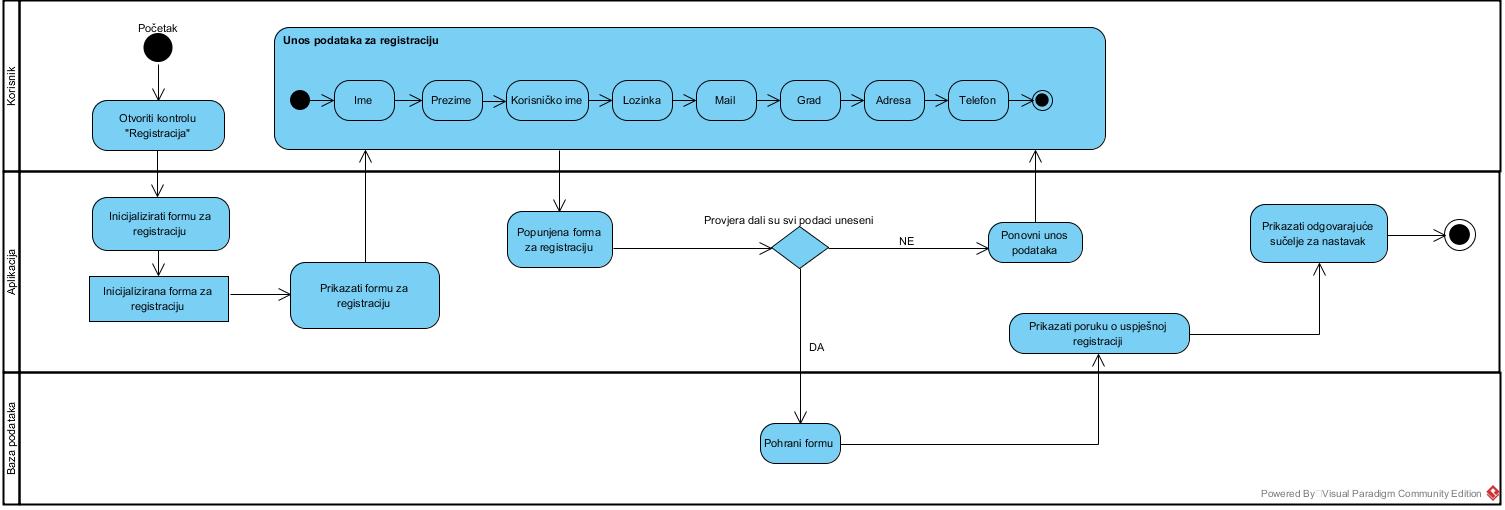 Korisnik
Početak
Otvoriti kontrolu
"Registracija"
Unos podataka za registraciju
Ime
Prezime
Korisničko ime
Lozinka
Mail
Grad
Adresa
Telefon
Aplikacija
Inicijalizirati formu za
registraciju
Inicijalizirana forma za
registraciju
Prikazati formu za
registraciju
Popunjena forma
za registraciju
Provjera dali su svi podaci uneseni
NE
DA
Ponovni unos
podataka
Prikazati poruku o uspješnoj
registraciji
Prikazati odgovarajuće
sučelje za nastavak
Baza podataka
Pohrani formu
Powered By Visual Paradigm Community Edition